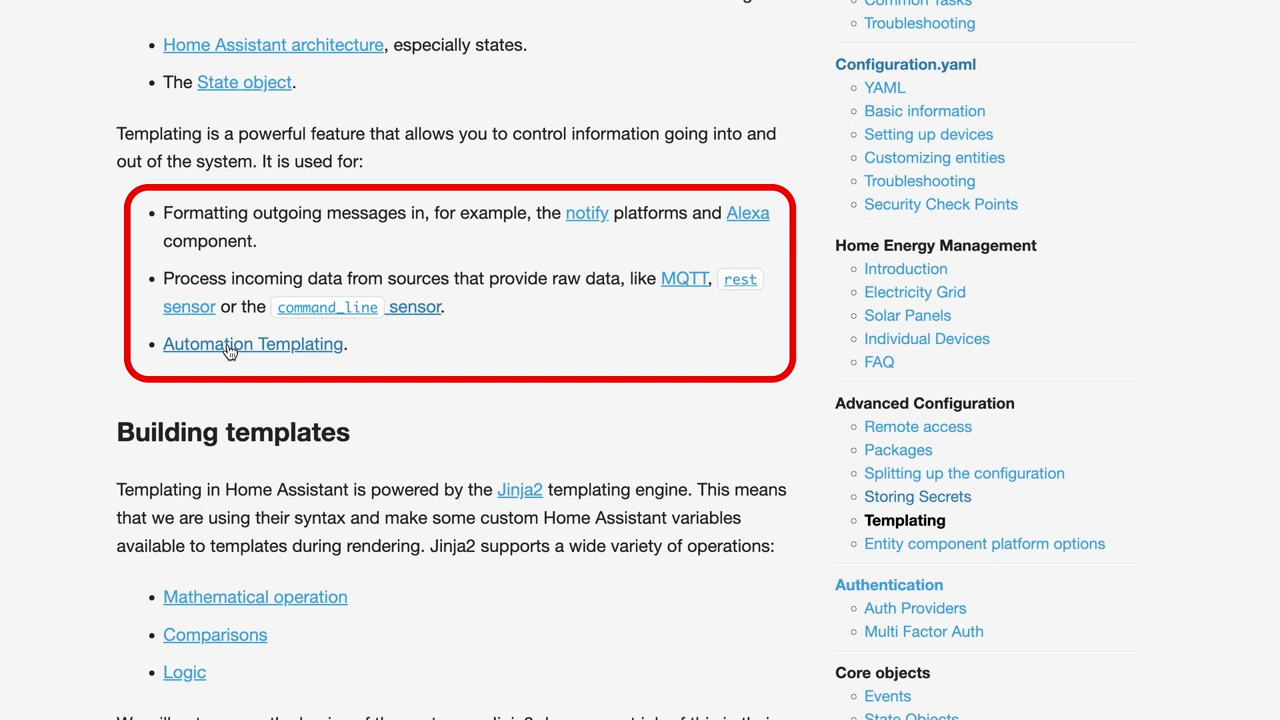 Home Assistant architecture, especially states.
The State object.
Templating is a powerful feature that allows you to control information going into and
out of the system. It is used for:
Formatting outgoing messages in, for example, the notify platforms and Alexa
component.
Process incoming data from sources that provide raw data, like MQTT, rest
sensor or the command_line sensor.
Automation Templating.
Building templates
Templating in Home Assistant is powered by the Jinja2 templating engine. This means
that we are using their syntax and make some custom Home Assistant variables
available to templates during rendering. Jinja2 supports a wide variety of operations:
Mathematical operation
Comparisons
Logic
Common Tasks
Troubleshooting
Configuration.yaml
YAML
Basic information
Setting up devices
Customizing entities
Troubleshooting
Security Check Points
Home Energy Management
Introduction
Electricity Grid
Solar Panels
Individual Devices
FAQ
Advanced Configuration
Remote access
Packages
Splitting up the configuration
Storing Secrets
Templating
Entity component platform options
Authentication
Auth Providers
Multi Factor Auth
Core objects
Events
State Objects